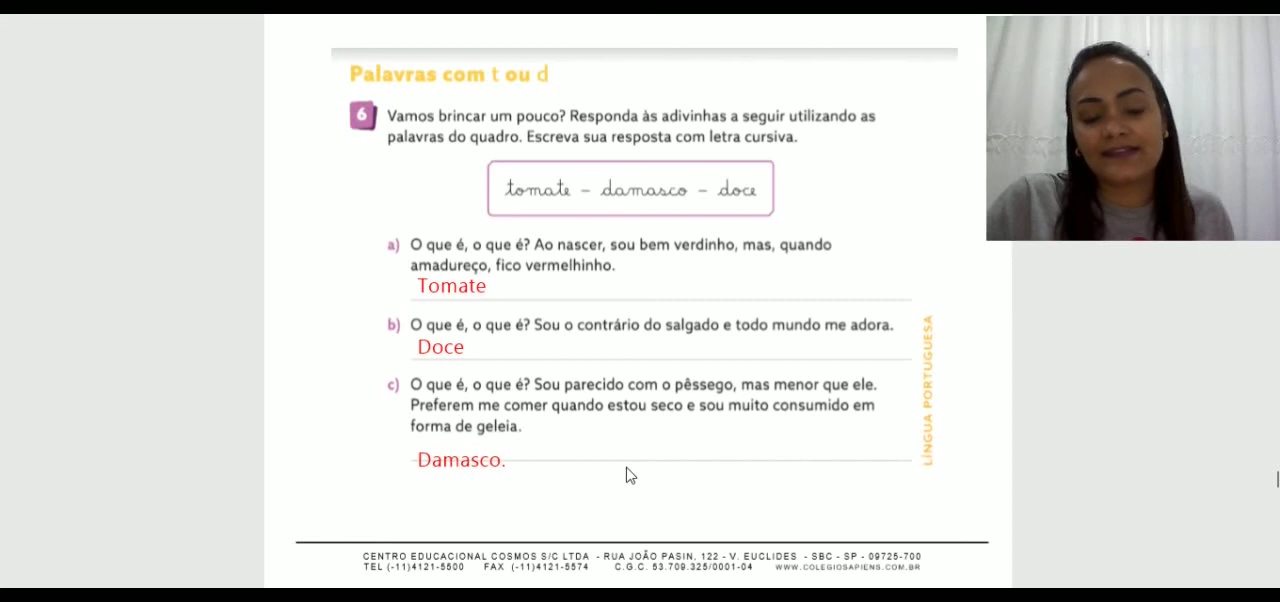 Palavras com t ou d
6 Vamos brincar um pouco? Responda às adivinhas a seguir utilizando as
palavras do quadro. Escreva sua resposta com letra cursiva.
tomate - damasco - doce
a) O que é, o que é? Ao nascer, sou bem verdinho, mas, quando
amadureço, fico vermelhinho.
Tomate
b) O que é, o que é? Sou o contrário do salgado e todo mundo me adora.
Doce
c) O que é, o que é? Sou parecido com o pêssego, mas menor que ele.
Preferem me comer quando estou seco e sou muito consumido em
forma de geleia.
Damasco.
LÍNGUA PORTUGUESA
CENTRO EDUCACIONAL COSMOS S/C LTDA - RUA JOÃO PASIN, 122 - V. EUCLIDES - SBC - SP - 09725-700
TEL (-11)4121-5500 FAX (-11)4121-5574 C.G.C. 53.709.325/0001-04 WWW.COLEGIOSAPIENS.COM.BR